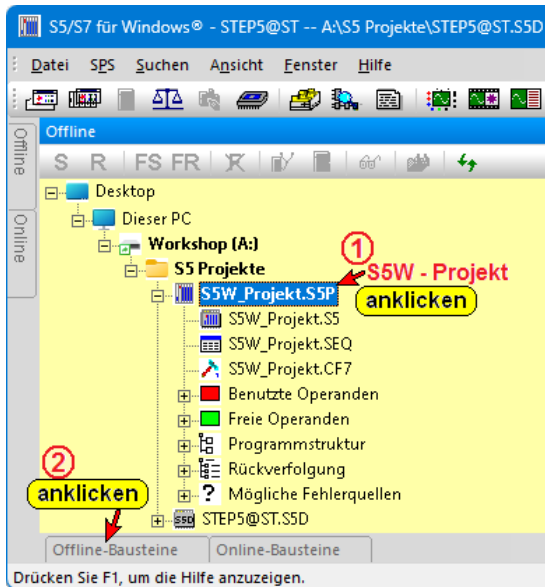 S5/S7 für Windows® - STEP5@ST -- A:\S5 Projekte\STEP5@ST.S5D
Datei SPS Suchen Ansicht Fenster Hilfe
Offline
Offline
Online
S R FS FR
Desktop
Dieser PC
Workshop (A:)
1
S5 Projekte
S5W - Projekt
S5W_Projekt.S5P
anklicken
S5W_Projekt.S5
S5W_Projekt.SEQ
S5W_Projekt.CF7
Benutzte Operanden
Freie Operanden
Programmstruktur
2
Rückverfolgung
anklicken
? Mögliche Fehlerquellen
S5D STEP5@ST.S5D
Offline-Bausteine Online-Bausteine
Drücken Sie F1, um die Hilfe anzuzeigen.